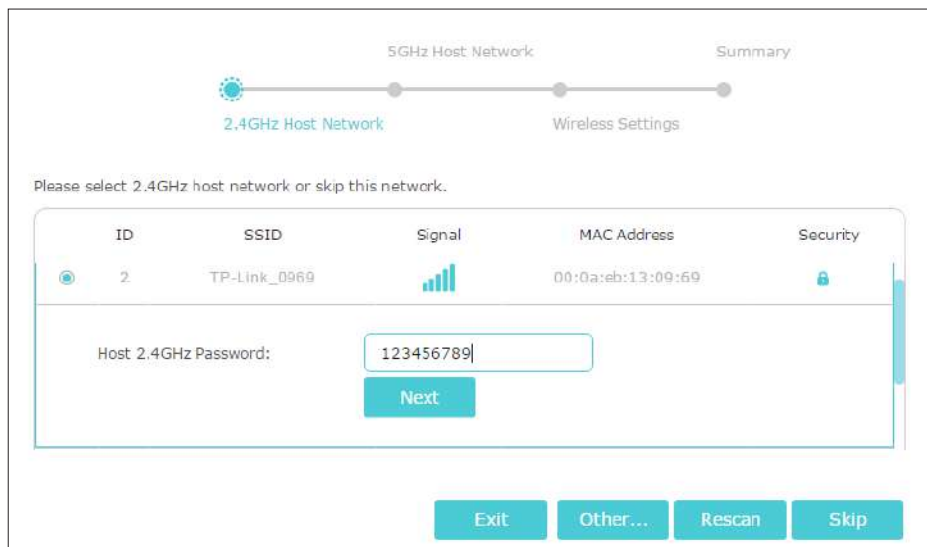 5GHz Host Network Summary
2.4GHz Host Network Wireless Settings
Please select 2.4GHz host network or skip this network.
ID SSID Signal MAC Address Security
2 TP-Link_0969 00:0a:eb:13:09:69
Host 2.4GHz Password: 123456789
Next
Exit Other... Rescan Skip